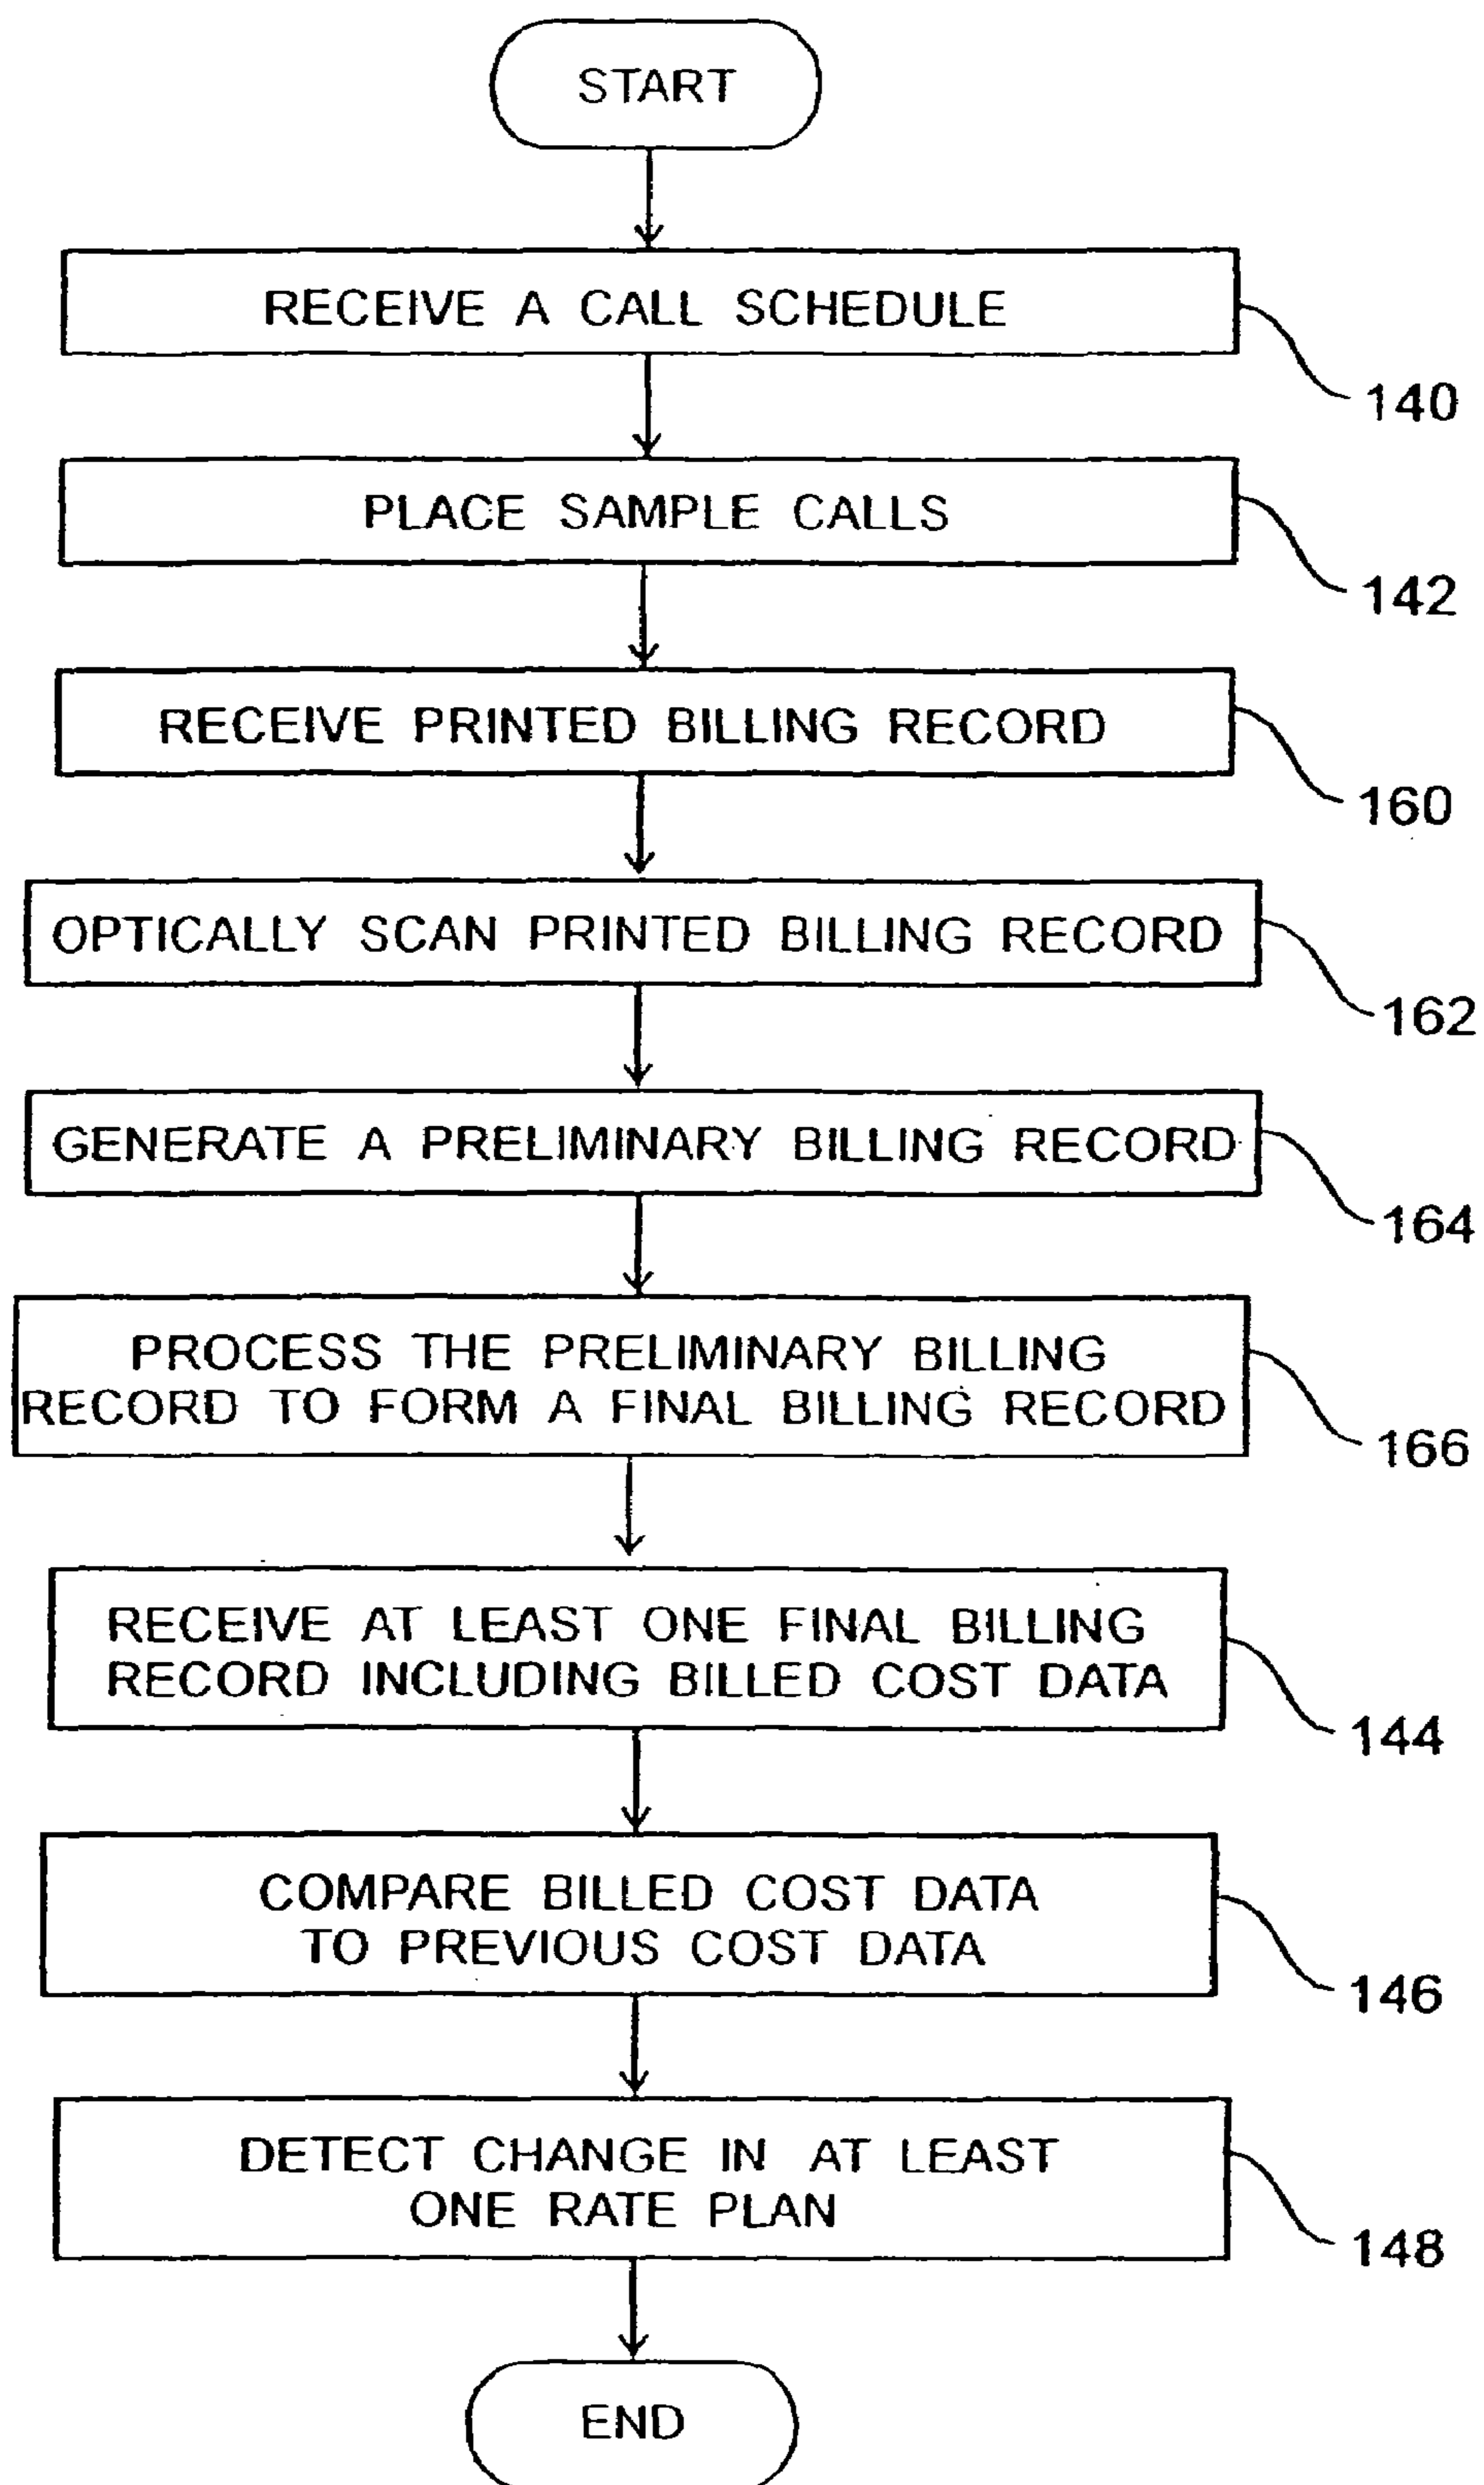 START
RECEIVE A CALL SCHEDULE
140
PLACE SAMPLE CALLS
142
RECEIVE PRINTED BILLING RECORD
160
OPTICALLY SCAN PRINTED BILLING RECORD
162
GENERATE A PRELIMINARY BILLING RECORD
164
PROCESS THE PRELIMINARY BILLING
RECORD TO FORM A FINAL BILLING RECORD
166
RECEIVE AT LEAST ONE FINAL BILLING
RECORD INCLUDING BILLED COST DATA
144
COMPARE BILLED COST DATA
TO PREVIOUS COST DATA
146
DETECT CHANGE IN AT LEAST
ONE RATE PLAN
148
END